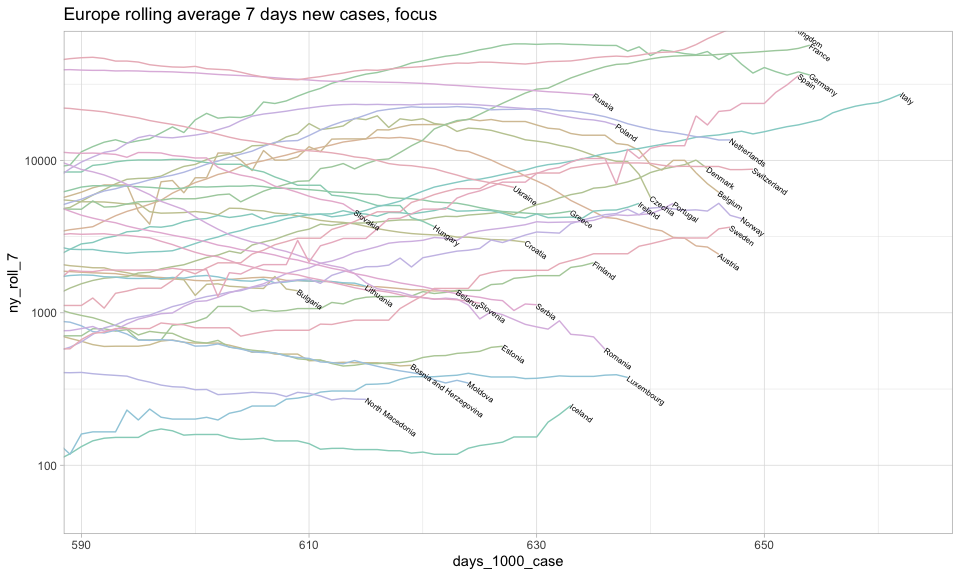 Europe rolling average 7 days new cases, focus
ny_roll_7
10000
1000
100
590
610
630
650
days_1000_case
France
Germany
Spain
Italy
Russia
Poland
Netherlands
Switzerland
Denmark
Belgium
Norway
Sweden
Austria
Portugal
Czechia
Ireland
Ukraine
Greece
Slovakia
Hungary
Croatia
Finland
Bulgaria
Lithuania
Belarus
Slovenia
Serbia
Romania
Estonia
Luxembourg
Bosnia and Herzegovina
Moldova
North Macedonia
Iceland